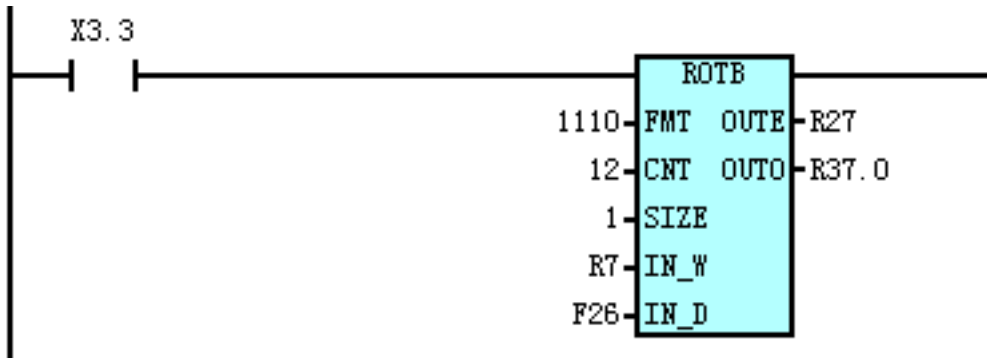 X3.3
ROTB
1110 FMT OUTE R27
12 CNT OUTO R37.0
1 SIZE
R7 IN_W
F26 IN_D